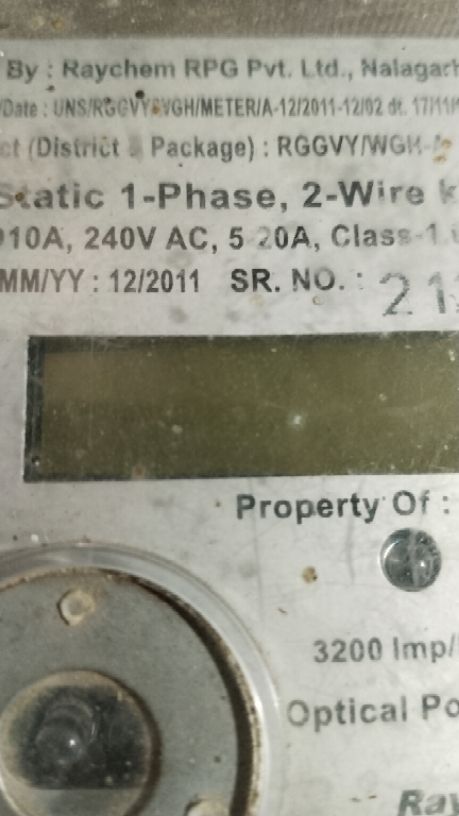 By : Raychem RPG Pvt. Ltd., Nalagarh
/Date : UNS/RGGVY/WGH/METER/A-12/2011-12/02 dt. 17/11/
ct (District & Package) : RGGVY/WGH-
Static 1-Phase, 2-Wire k
10A, 240V AC, 5-20A, Class-1.
MM/YY : 12/2011 SR. NO. : 21
Property Of :
3200 Imp/
Optical Po
Ray